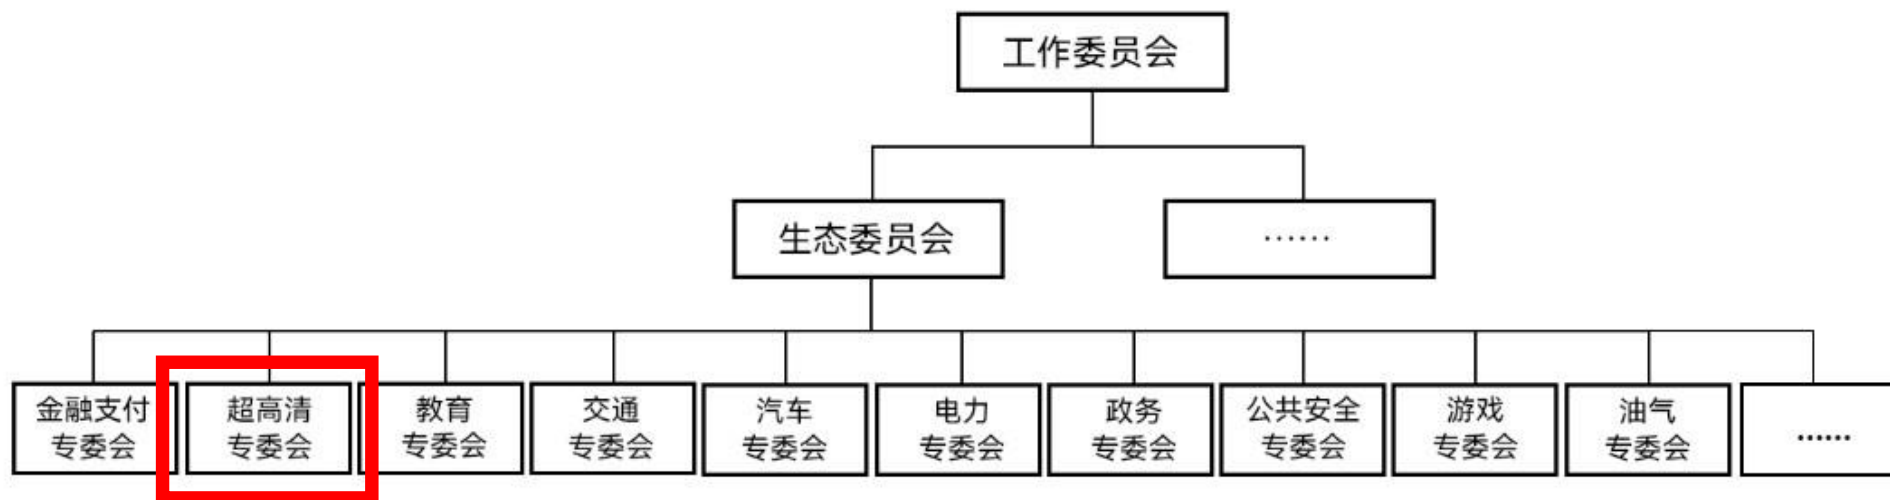 工作委员会
生态委员会
······
金融支付
专委会
超高清
专委会
教育
专委会
交通
专委会
汽车
专委会
电力
专委会
政务
专委会
公共安全
专委会
游戏
专委会
油气
专委会
······